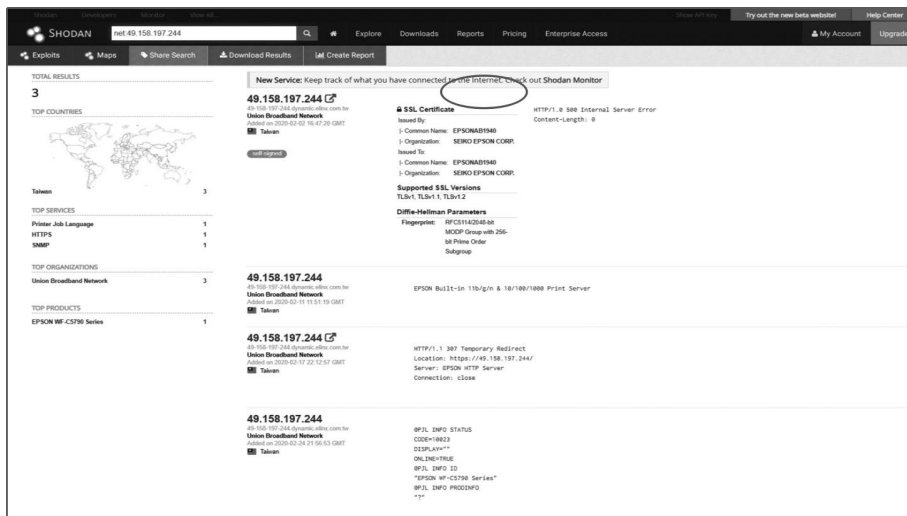 Shodan Developers Monitor View All... Show API Key Try out the new beta website! Help Center
SHODAN net:49.158.197.244 Explore Downloads Reports Pricing Enterprise Access My Account Upgrade
Exploits Maps Share Search Download Results Create Report
TOTAL RESULTS
3
TOP COUNTRIES
Taiwan 3
TOP SERVICES
Printer Job Language 1
HTTPS 1
SNMP 1
TOP ORGANIZATIONS
Union Broadband Network 3
TOP PRODUCTS
EPSON WF-C5790 Series 1
New Service: Keep track of what you have connected to the Internet. Check out Shodan Monitor
49.158.197.244
49-158-197-244.dynamic.elinx.com.tw
Union Broadband Network
Added on 2020-02-02 16:47:20 GMT
Taiwan
self-signed
SSL Certificate
Issued By:
|- Common Name: EPSONAB1940
|- Organization: SEIKO EPSON CORP.
Issued To:
|- Common Name: EPSONAB1940
|- Organization: SEIKO EPSON CORP.
Supported SSL Versions
TLSv1, TLSv1.1, TLSv1.2
Diffie-Hellman Parameters
Fingerprint: RFC5114/2048-bit
MODP Group with 256-
bit Prime Order
Subgroup
HTTP/1.0 500 Internal Server Error
Content-Length: 0
49.158.197.244
49-158-197-244.dynamic.elinx.com.tw
Union Broadband Network
Added on 2020-02-11 11:51:19 GMT
Taiwan
EPSON Built-in 11b/g/n & 10/100/1000 Print Server
49.158.197.244
49-158-197-244.dynamic.elinx.com.tw
Union Broadband Network
Added on 2020-02-17 22:12:57 GMT
Taiwan
HTTP/1.1 307 Temporary Redirect
Location: https://49.158.197.244/
Server: EPSON HTTP Server
Connection: close
49.158.197.244
49-158-197-244.dynamic.elinx.com.tw
Union Broadband Network
Added on 2020-02-24 21:56:53 GMT
Taiwan
@PJL INFO STATUS
CODE=10023
DISPLAY=""
ONLINE=TRUE
@PJL INFO ID
"EPSON WF-C5790 Series"
@PJL INFO PRODINFO
"?"